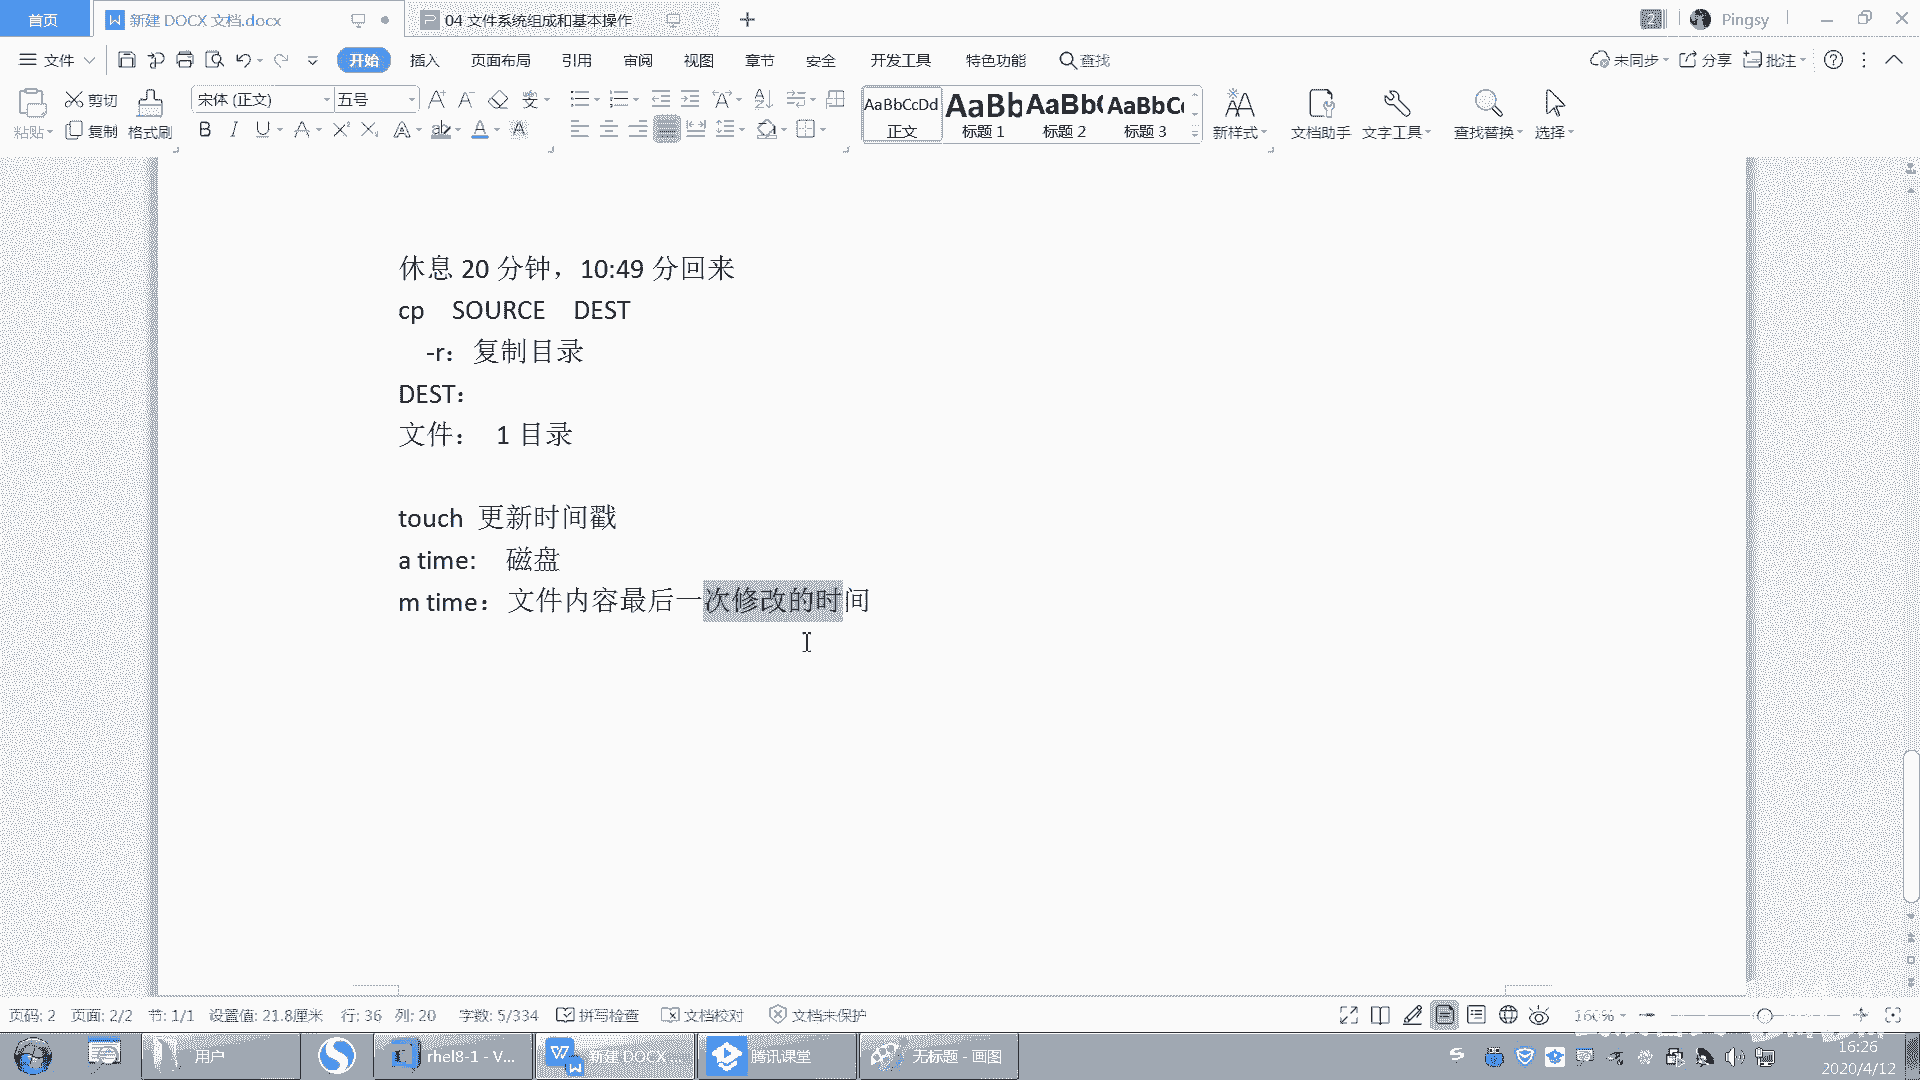 首页
新建 DOCX 文档.docx
04 文件系统组成和基本操作
Pingsy
文件
开始
插入
页面布局
引用
审阅
视图
章节
安全
开发工具
特色功能
查找
未同步
分享
批注
粘贴
剪切
复制
格式刷
宋体 (正文)
五号
AaBbCcDd
正文
AaBb
标题 1
AaBb(
标题 2
AaBbC
标题 3
新样式
文档助手
文字工具
查找替换
选择
休息 20 分钟，10:49 分回来
cp SOURCE DEST
-r：复制目录
DEST：
文件： 1 目录
touch 更新时间戳
a time: 磁盘
m time：文件内容最后一次修改的时间
页码: 2 页面: 2/2 节: 1/1 设置值: 21.8厘米 行: 36 列: 20 字数: 5/334 拼写检查 文档校对 文档未保护
160%
用户
rhel8-1 - V...
新建 DOCX ...
腾讯课堂
无标题 - 画图
16:26
2020/4/12